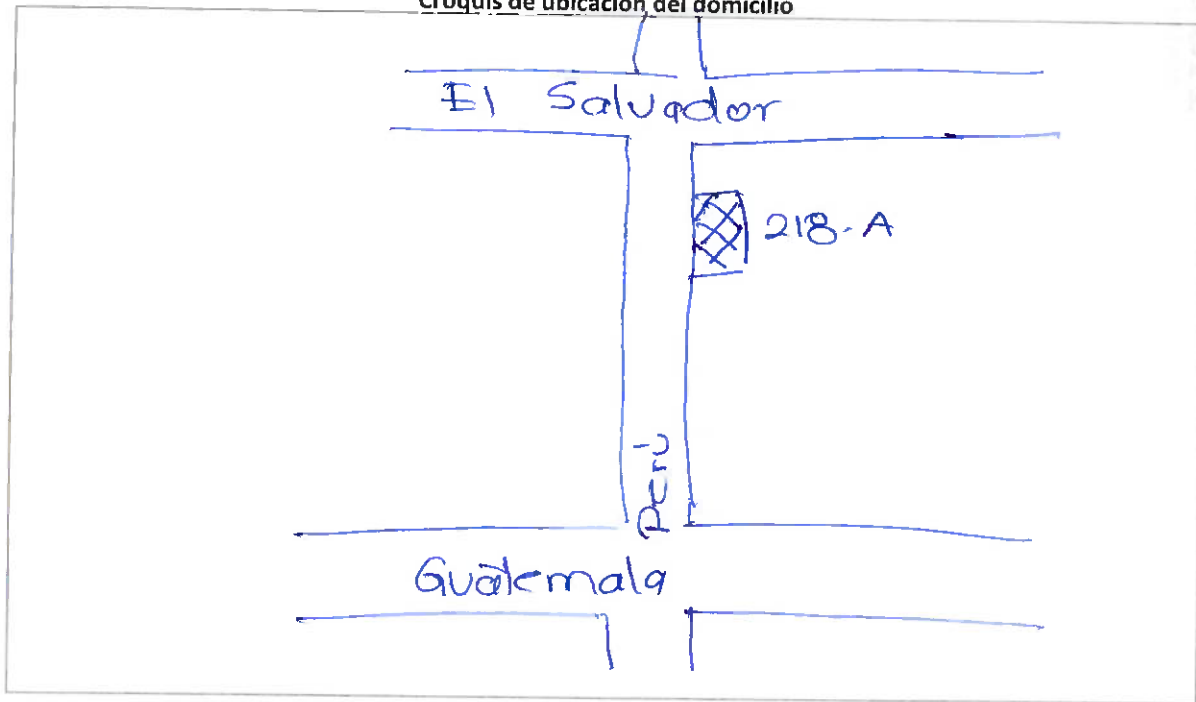 Croquis de ubicación del domicilio
El Salvador
218-A
Perú
Guatemala